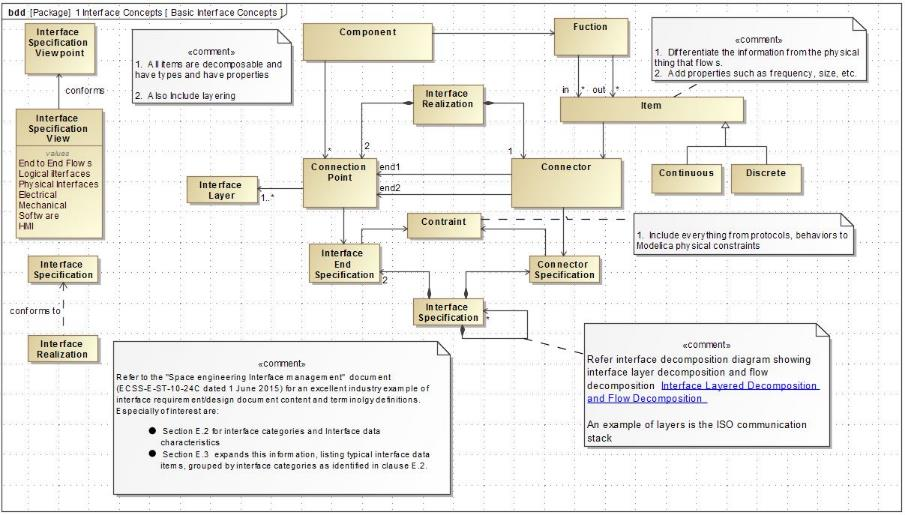 bdd [Package] 1 Interface Concepts [ Basic Interface Concepts ]
Interface
Specification
Viewpoint
conforms
Interface
Specification
View
values
End to End Flows
Logical iterfaces
Physical Interfaces
Electrical
Mechanical
Software
HMI
Interface
Specification
conforms to
Interface
Realization
«comment»
1. All items are decomposable and
have types and have properties
2. Also Include layering
Component
Fuction
«comment»
1. Differentiate the information from the physical
thing that flows.
2. Add properties such as frequency, size, etc.
in
*
out
*
Item
Continuous
Discrete
Interface
Realization
2
1
*
Connection
Point
end1
end2
Connector
Interface
Layer
1..*
Contraint
1. Include everything from protocols, behaviors to
Modelica physical constraints
Interface
End
Specification
2
Connector
Specification
Interface
Specification
*
«comment»
Refer interface decomposition diagram showing
interface layer decomposition and flow
decomposition Interface Layered Decomposition
and Flow Decomposition
An example of layers is the ISO communication
stack
«comment»
Refer to the "Space engineering Interface management" document
(ECSS-E-ST-10-24C dated 1 June 2015) for an excellent industry example of
interface requirement/design document content and terminolgy definitions.
Especially of interest are:
● Section E.2 for interface categories and Interface data
characteristics
● Section E.3 expands this information, listing typical interface data
items, grouped by interface categories as identified in clause E.2.